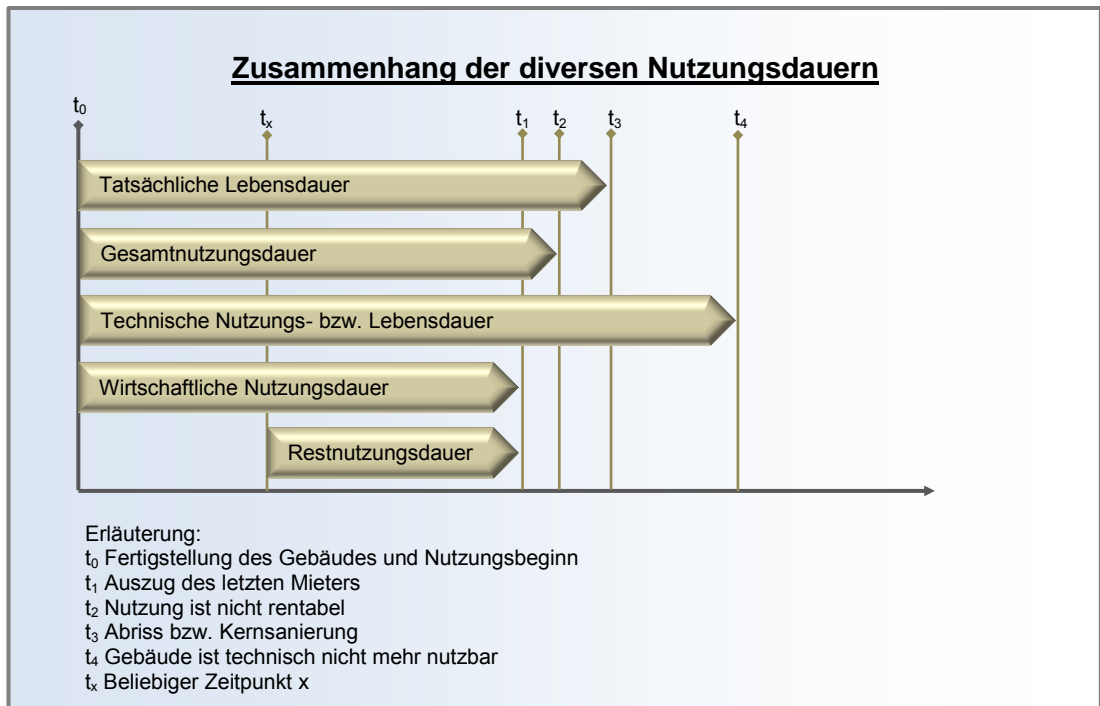 Zusammenhang der diversen Nutzungsdauern
t₀
tₓ
t₁
t₂
t₃
t₄
Tatsächliche Lebensdauer
Gesamtnutzungsdauer
Technische Nutzungs- bzw. Lebensdauer
Wirtschaftliche Nutzungsdauer
Restnutzungsdauer
Erläuterung:
t₀ Fertigstellung des Gebäudes und Nutzungsbeginn
t₁ Auszug des letzten Mieters
t₂ Nutzung ist nicht rentabel
t₃ Abriss bzw. Kernsanierung
t₄ Gebäude ist technisch nicht mehr nutzbar
tₓ Beliebiger Zeitpunkt x